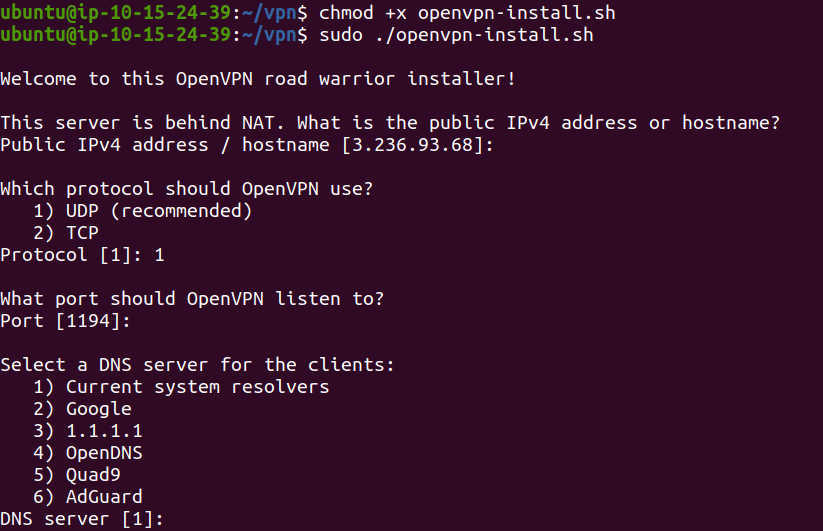 ubuntu@ip-10-15-24-39:~/vpn$ chmod +x openvpn-install.sh
ubuntu@ip-10-15-24-39:~/vpn$ sudo ./openvpn-install.sh
Welcome to this OpenVPN road warrior installer!
This server is behind NAT. What is the public IPv4 address or hostname?
Public IPv4 address / hostname [3.236.93.68]:
Which protocol should OpenVPN use?
1) UDP (recommended)
2) TCP
Protocol [1]: 1
What port should OpenVPN listen to?
Port [1194]:
Select a DNS server for the clients:
1) Current system resolvers
2) Google
3) 1.1.1.1
4) OpenDNS
5) Quad9
6) AdGuard
DNS server [1]: